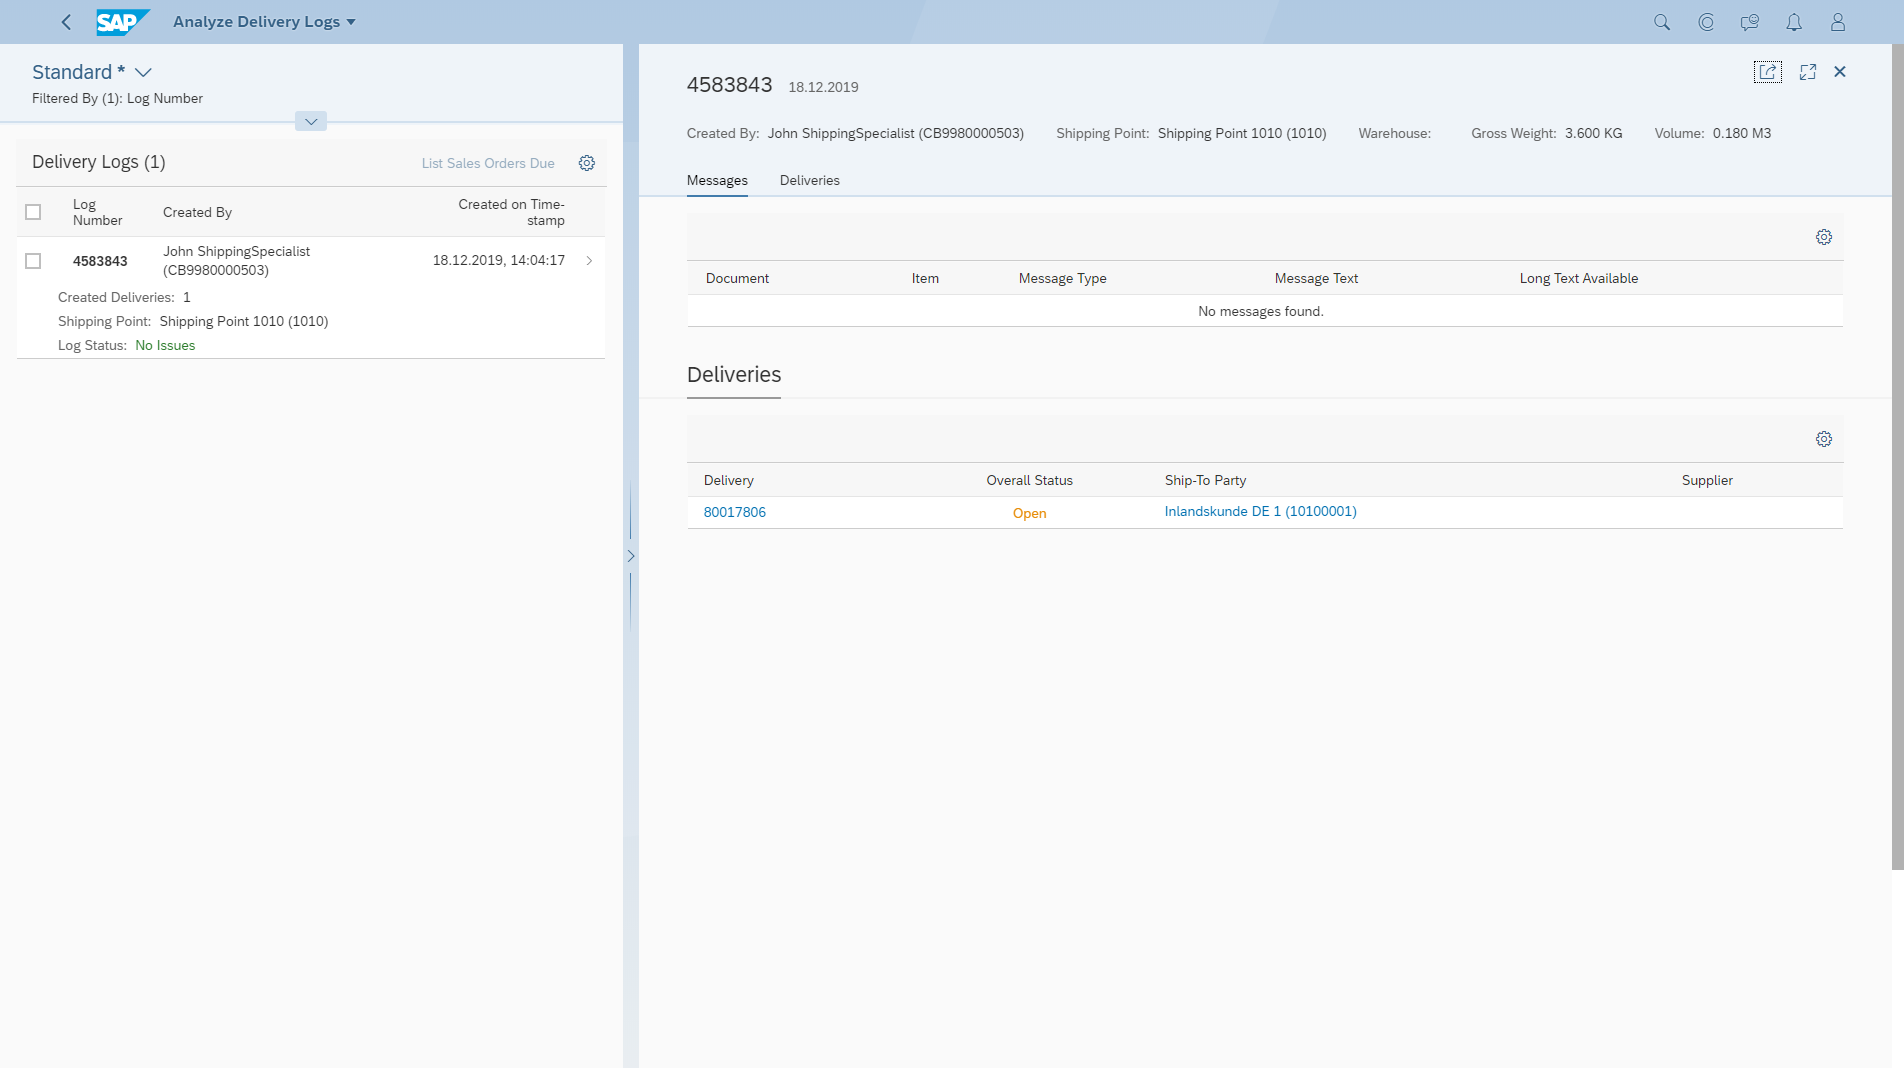 SAP Analyze Delivery Logs
Standard *
Filtered By (1): Log Number
Delivery Logs (1) List Sales Orders Due
Log Number Created By Created on Time-
stamp
4583843 John ShippingSpecialist
(CB9980000503) 18.12.2019, 14:04:17
Created Deliveries: 1
Shipping Point: Shipping Point 1010 (1010)
Log Status: No Issues
4583843 18.12.2019
Created By: John ShippingSpecialist (CB9980000503) Shipping Point: Shipping Point 1010 (1010) Warehouse: Gross Weight: 3.600 KG Volume: 0.180 M3
Messages Deliveries
Document Item Message Type Message Text Long Text Available
No messages found.
Deliveries
Delivery Overall Status Ship-To Party Supplier
80017806 Open Inlandskunde DE 1 (10100001)